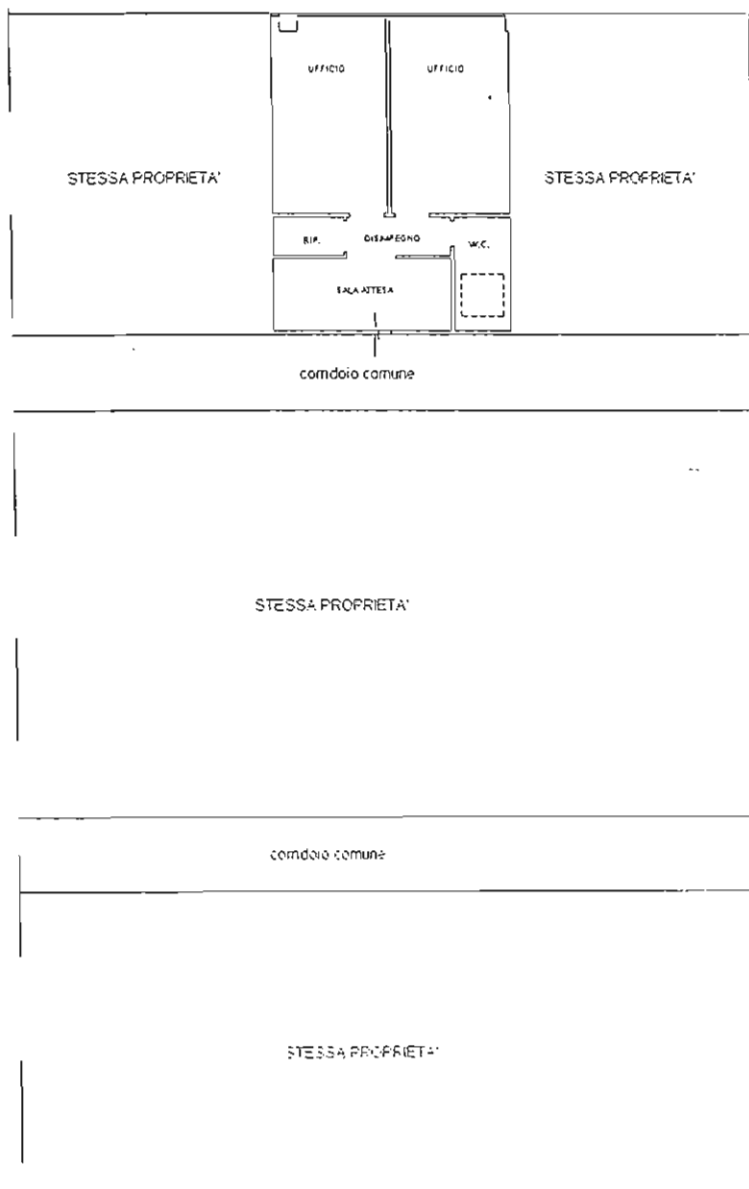 UFFICIO
UFFICIO
STESSA PROPRIETA'
STESSA PROPRIETA'
RIP.
DISIMPEGNO
W.C.
SALA ATTESA
corridoio comune
STESSA PROPRIETA'
corridoio comune
STESSA PROPRIETA'